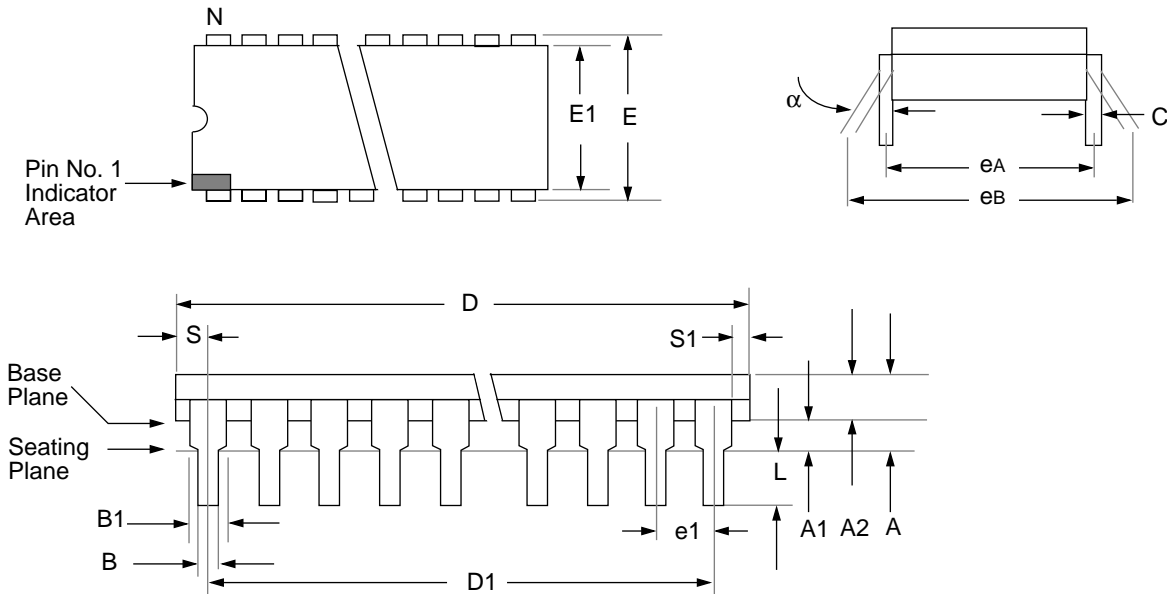 N
E1
E
α
C
eA
eB
Pin No. 1
Indicator
Area
D
S
S1
Base
Plane
Seating
Plane
L
B1
e1
A1
A2
A
B
D1